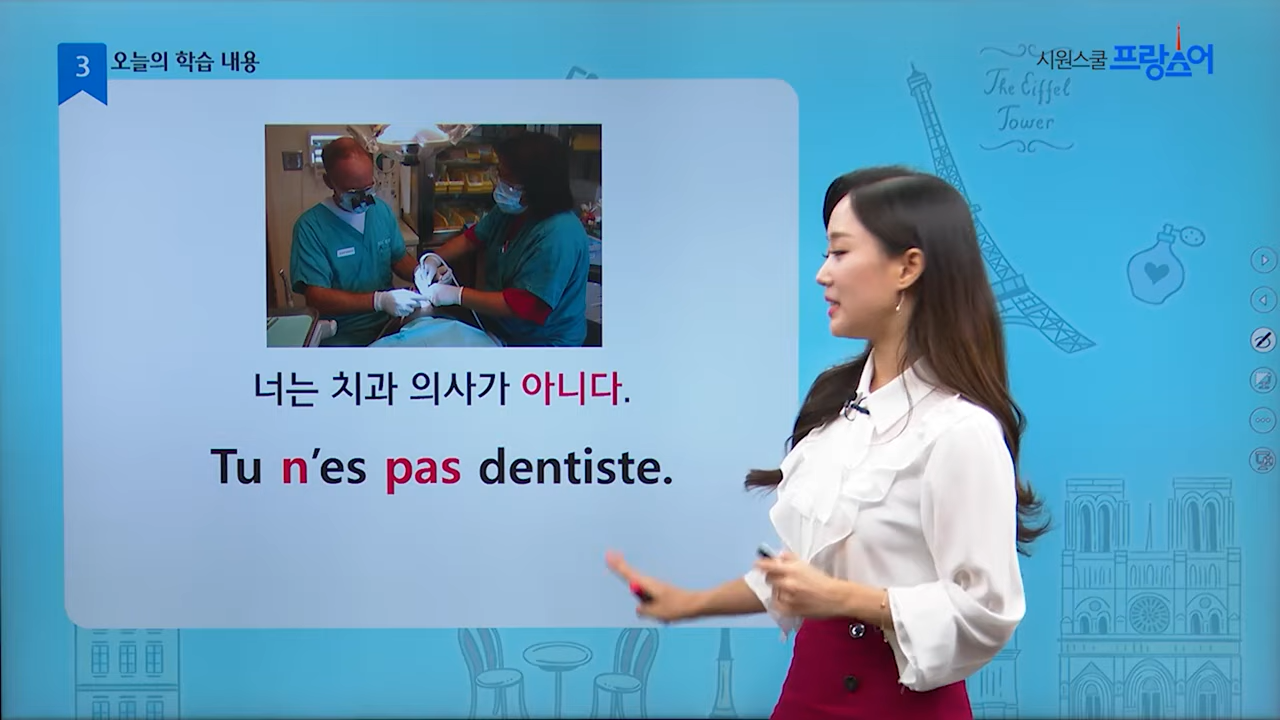 3 오늘의 학습 내용
시원스쿨 프랑스어
The Eiffel
Tower
너는 치과 의사가 아니다.
Tu n’es pas dentiste.